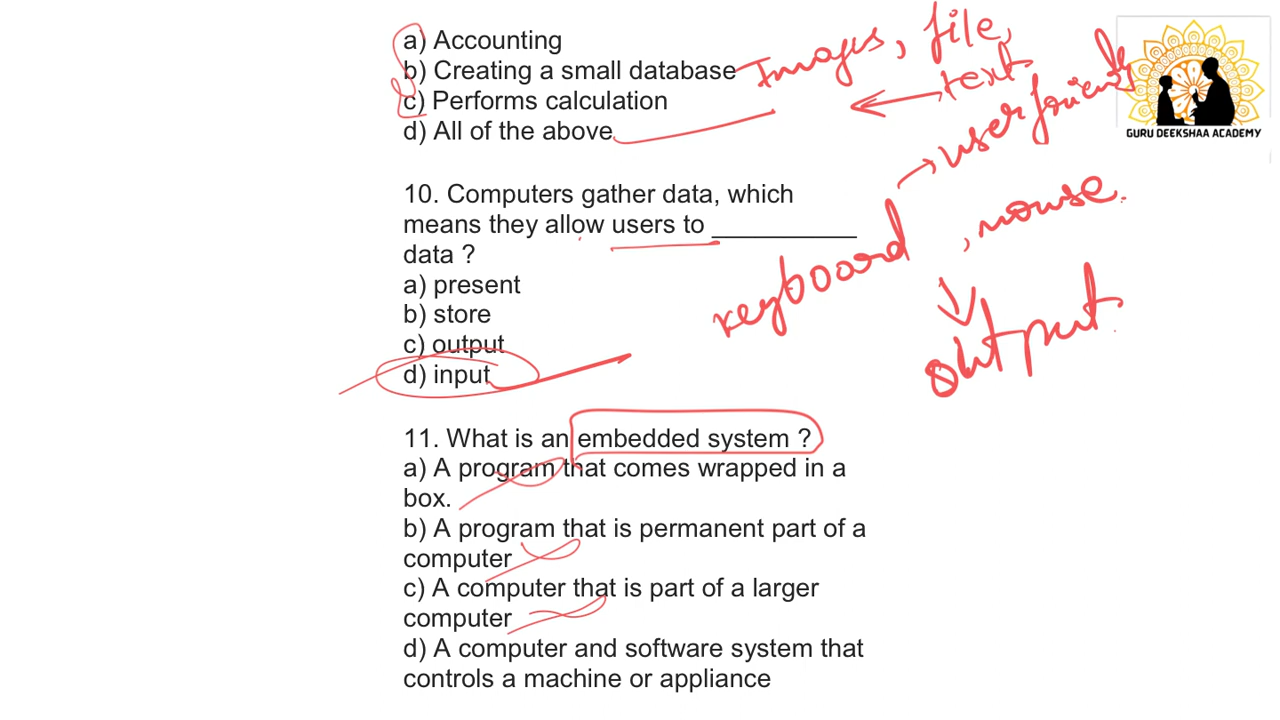 a) Accounting
b) Creating a small database
c) Performs calculation
d) All of the above
Images, file,
text
user friendly
GURU DEEKSHAA ACADEMY
10. Computers gather data, which
means they allow users to __________
data ?
a) present
b) store
c) output
d) input
keyboard, mouse.
output.
11. What is an embedded system ?
a) A program that comes wrapped in a
box.
b) A program that is permanent part of a
computer
c) A computer that is part of a larger
computer
d) A computer and software system that
controls a machine or appliance